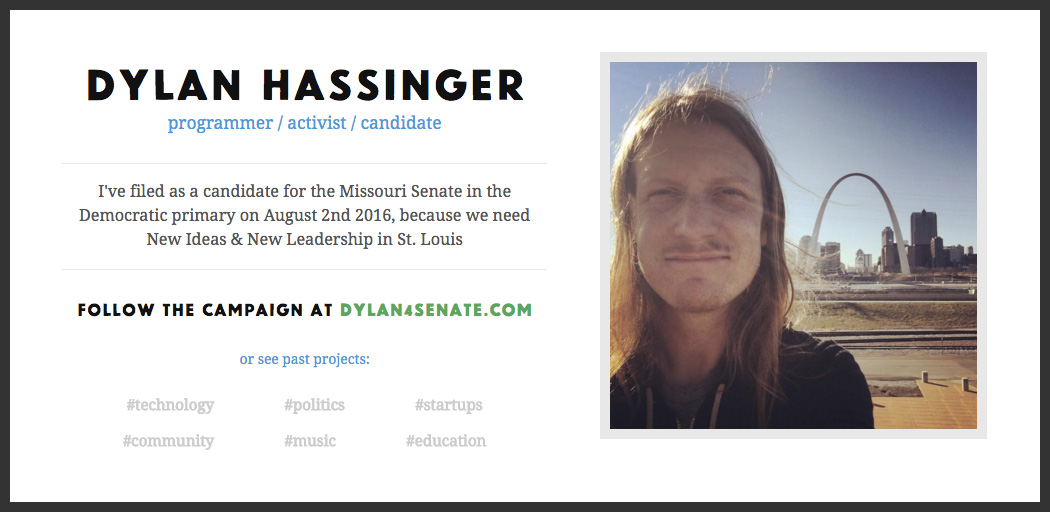 DYLAN HASSINGER
programmer / activist / candidate
I've filed as a candidate for the Missouri Senate in the
Democratic primary on August 2nd 2016, because we need
New Ideas & New Leadership in St. Louis
FOLLOW THE CAMPAIGN AT DYLAN4SENATE.COM
or see past projects:
#technology #politics #startups
#community #music #education